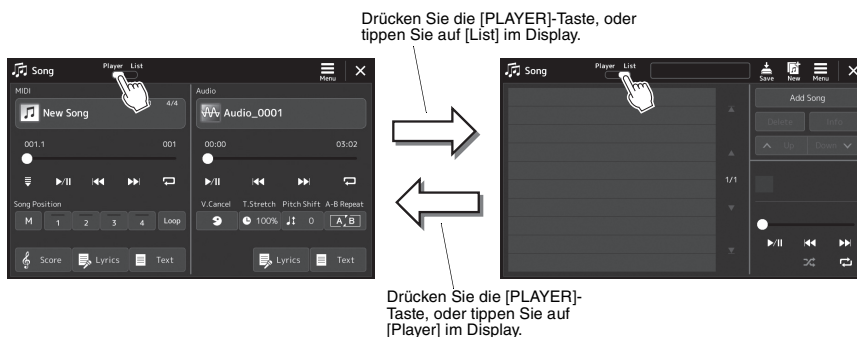 Drücken Sie die [PLAYER]-Taste, oder
tippen Sie auf [List] im Display.
Song
Player List
Menu
MIDI
New Song
4/4
001.1
001
Song Position
M
1
2
3
4
Loop
Score
Lyrics
Text
Audio
Audio_0001
00:00
03:02
V.Cancel
T.Stretch
Pitch Shift
A-B Repeat
100%
0
A B
Lyrics
Text
Song
Player List
Save
New
Menu
Add Song
Delete
Info
Up
Down
1/1
Drücken Sie die [PLAYER]-
Taste, oder tippen Sie auf
[Player] im Display.